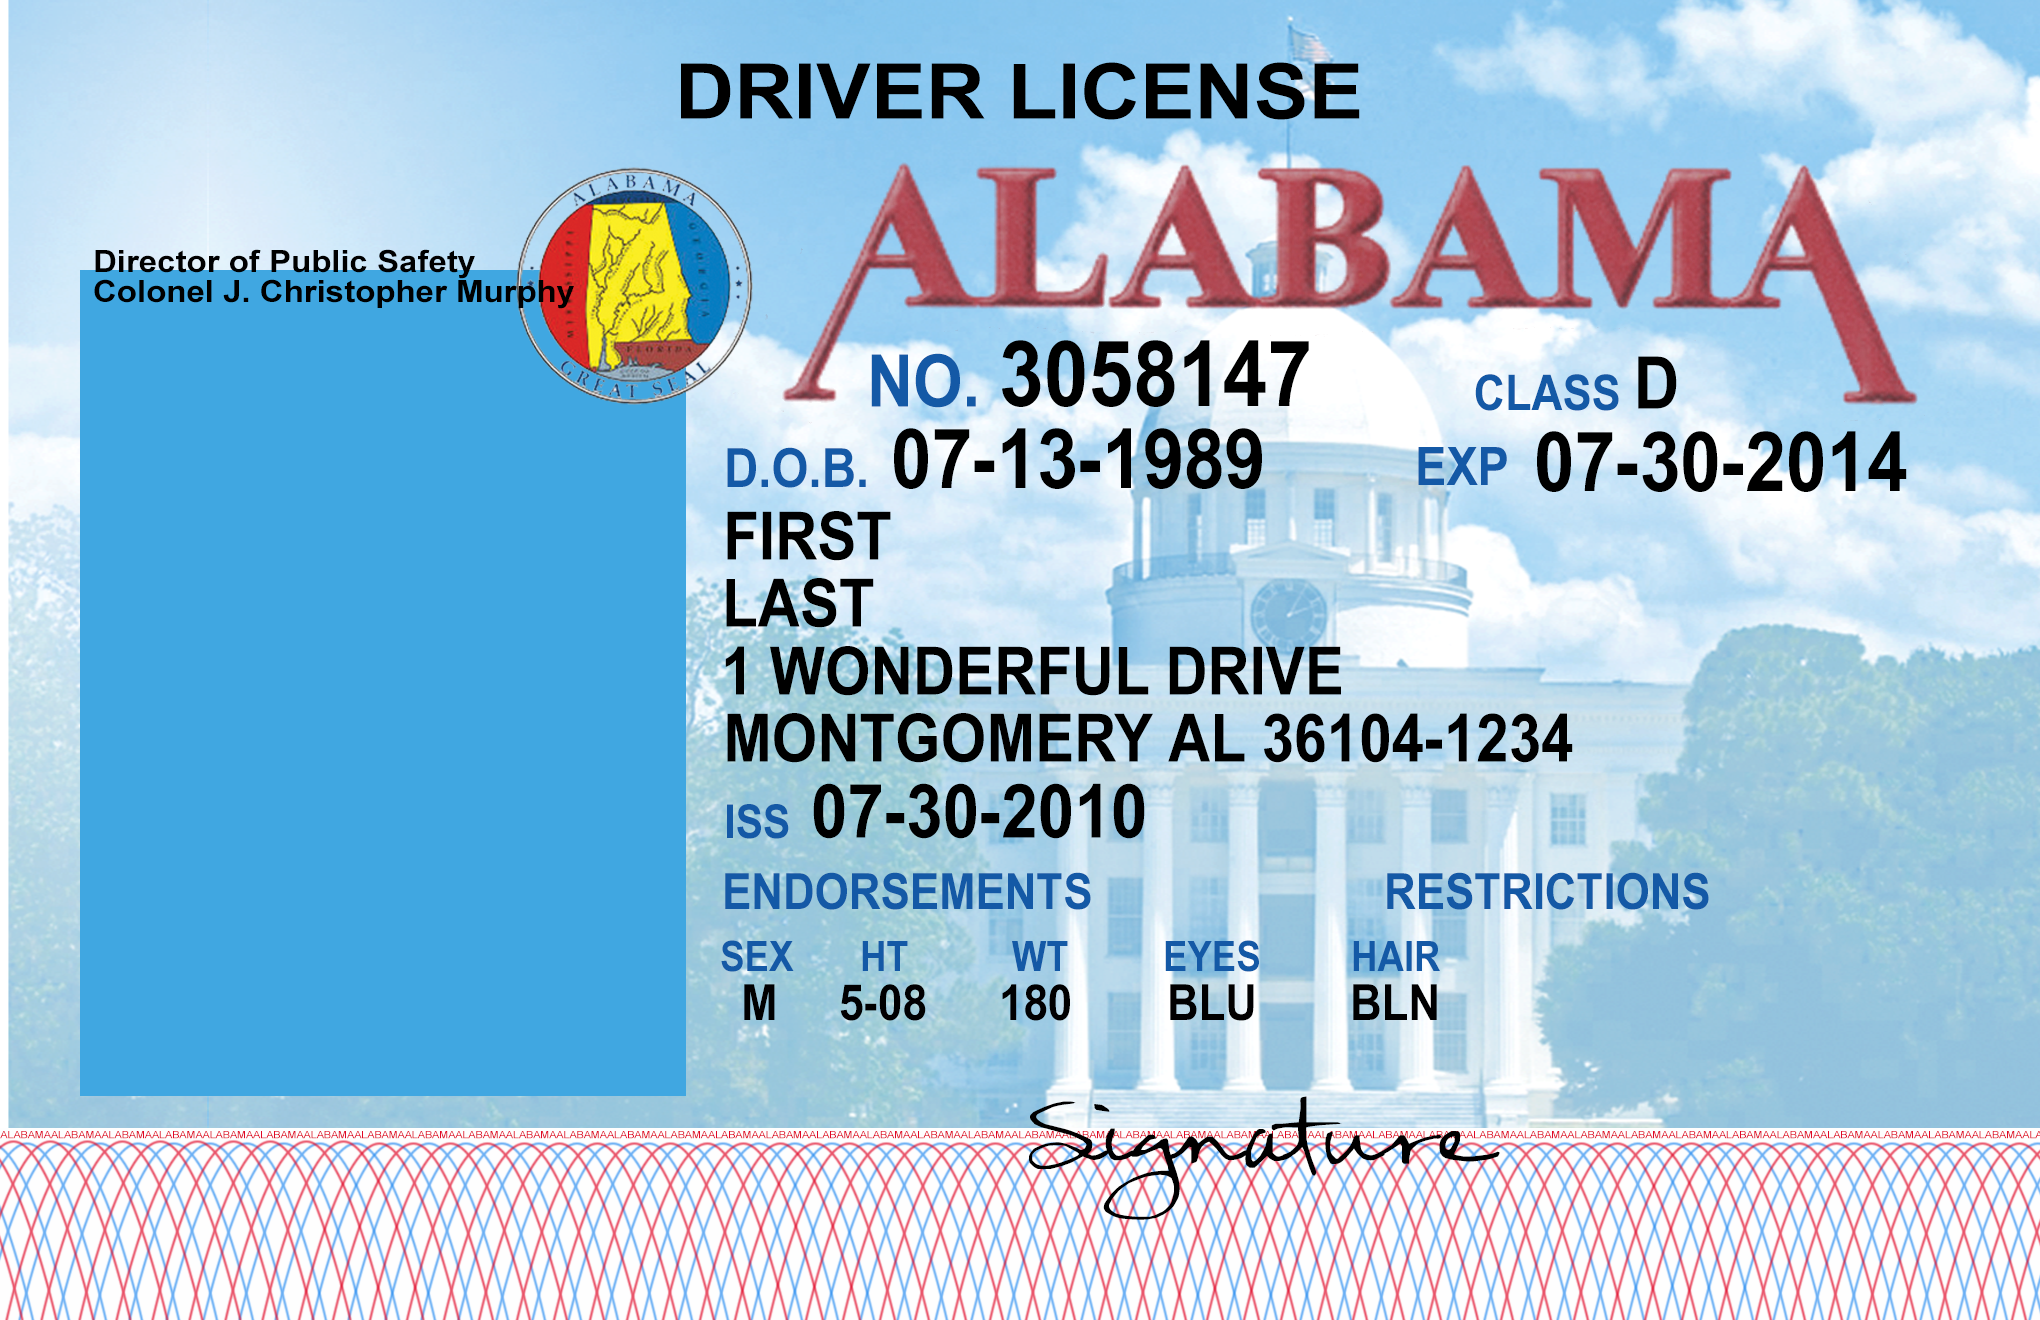 DRIVER LICENSE
ALABAMA
Director of Public Safety
Colonel J. Christopher Murphy
ALABAMA
MISSISSIPPI
GEORGIA
FLORIDA
GREAT SEAL
NO. 3058147 CLASS D
D.O.B. 07-13-1989 EXP 07-30-2014
FIRST
LAST
1 WONDERFUL DRIVE
MONTGOMERY AL 36104-1234
ISS 07-30-2010
ENDORSEMENTS RESTRICTIONS
SEX HT WT EYES HAIR
M 5-08 180 BLU BLN
ALABAMAALABAMAALABAMAALABAMAALABAMAALABAMAALABAMAALABAMAALABAMAALABAMAALABAMAALABAMAALABAMAALABAMAALABAMA
Signature